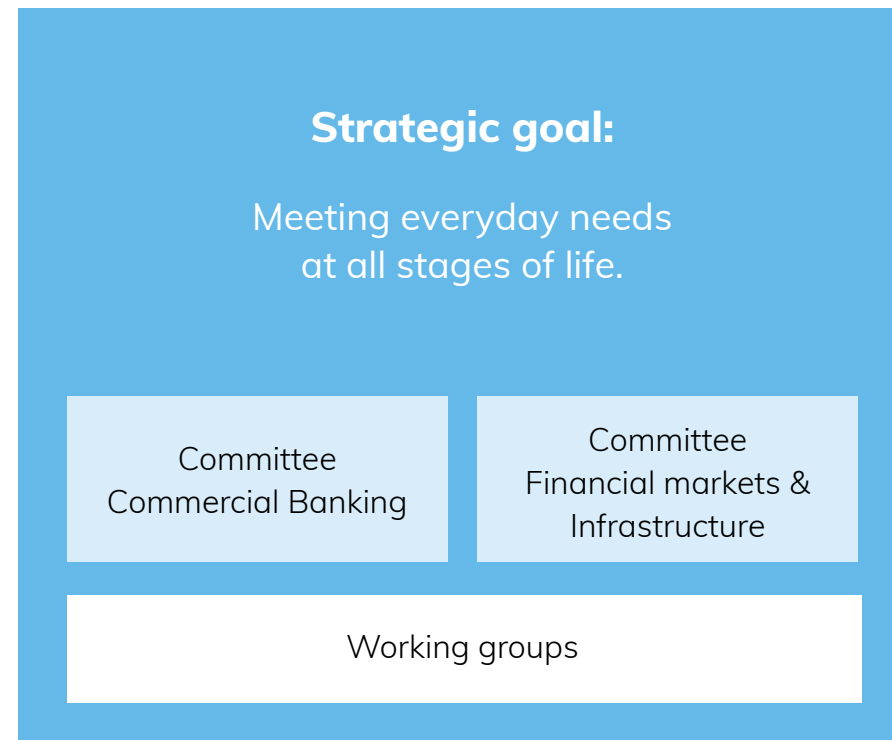 Strategic goal:
Meeting everyday needs
at all stages of life.
Committee
Commercial Banking
Committee
Financial markets &
Infrastructure
Working groups